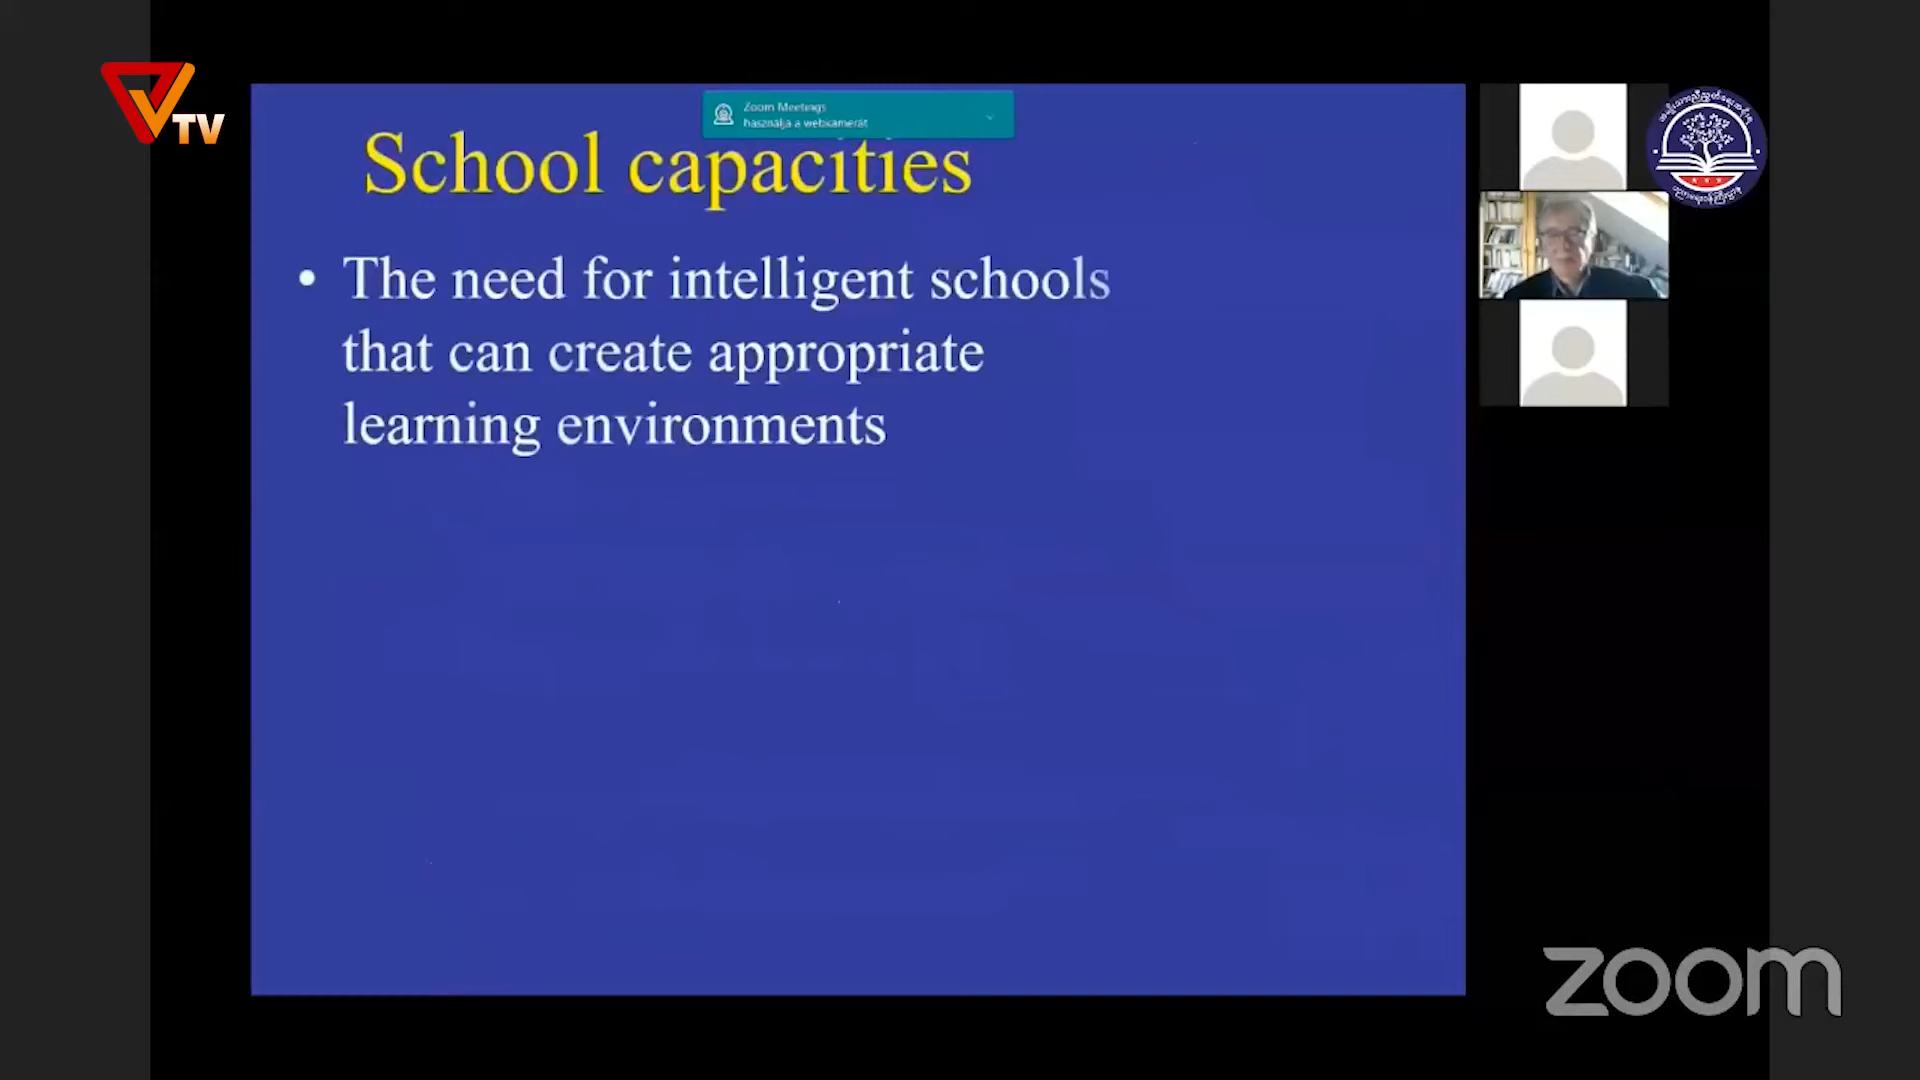 TV
Zoom Meetings
használja a webkamerát
School capacities
• The need for intelligent schools
that can create appropriate
learning environments
zoom